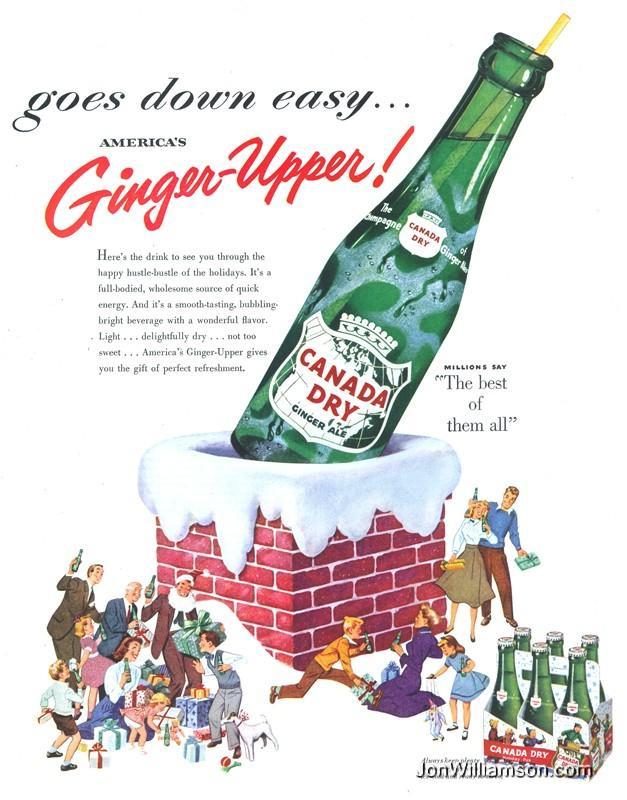 goes down easy...
AMERICA'S
Ginger-Upper!
Here's the drink to see you through the
happy hustle-bustle of the holidays. It's a
full-bodied, wholesome source of quick
energy. And it's a smooth-tasting, bubbling-
bright beverage with a wonderful flavor.
Light . . . delightfully dry . . . not too
sweet . . . America's Ginger-Upper gives
you the gift of perfect refreshment.
The
Champagne
CANADA
DRY
of
Ginger
CANADA
DRY
GINGER ALE
MILLIONS SAY
"The best
of
them all"
CANADA DRY
CANADA
DRY
Always keep plenty
JonWilliamson.com